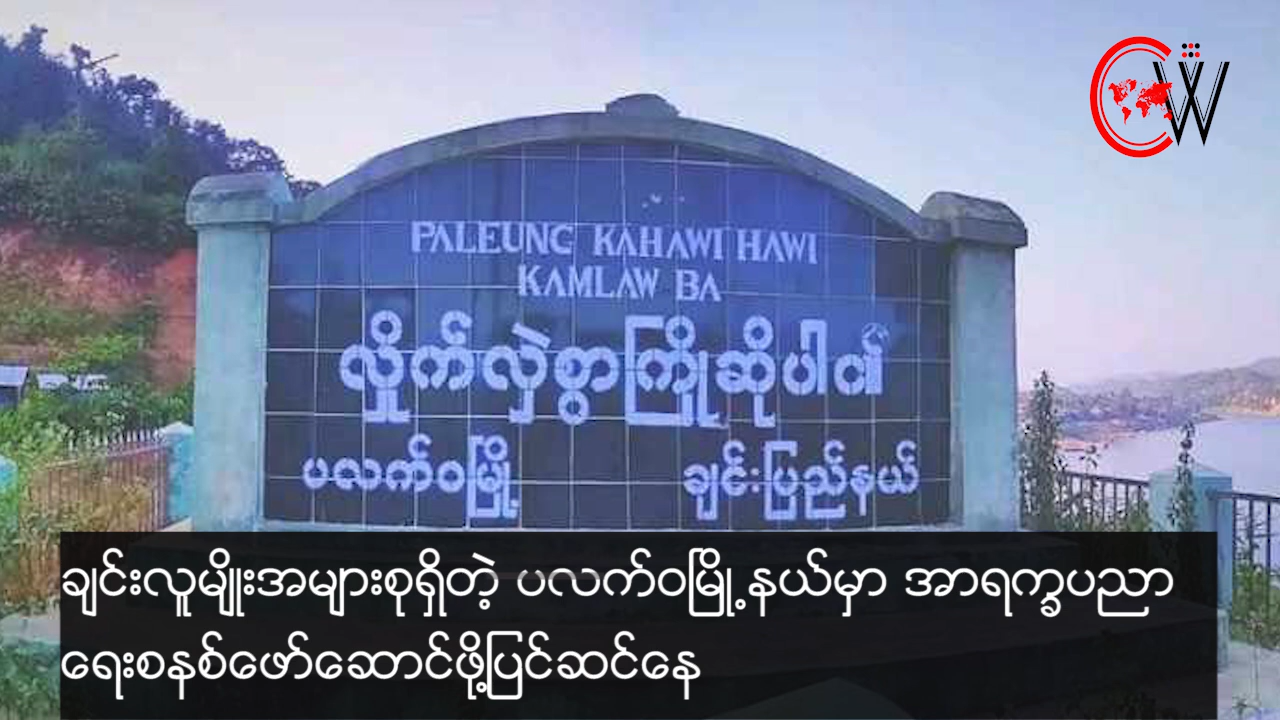 CW
PALEUNG KAHAWI HAWI
KAMLAW BA
လှိုက်လှဲစွာကြိုဆိုပါ၏
ပလက်ဝမြို့ ချင်းပြည်နယ်
ချင်းလူမျိုးအများစုရှိတဲ့ ပလက်ဝမြို့နယ်မှာ အာရက္ခပညာ
ရေးစနစ်ဖော်ဆောင်ဖို့ပြင်ဆင်နေ